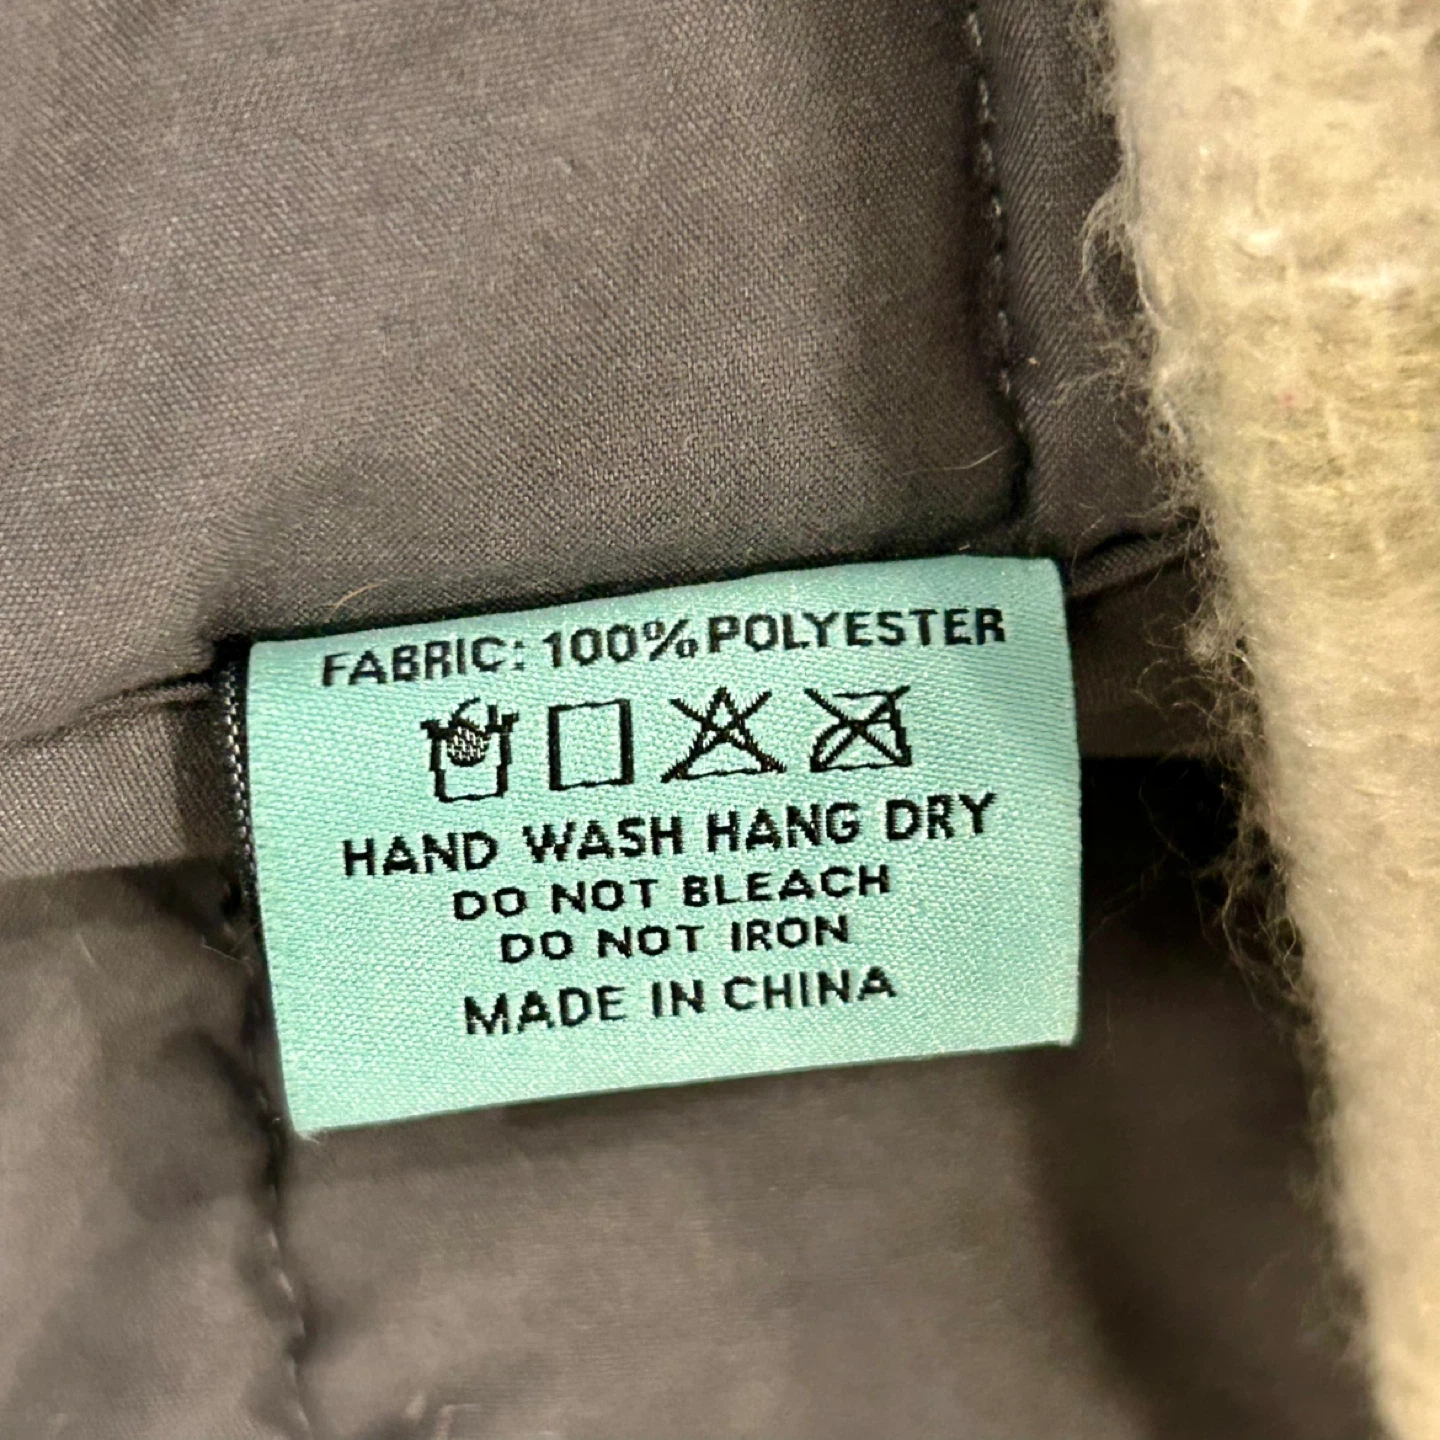 FABRIC: 100% POLYESTER
HAND WASH HANG DRY
DO NOT BLEACH
DO NOT IRON
MADE IN CHINA